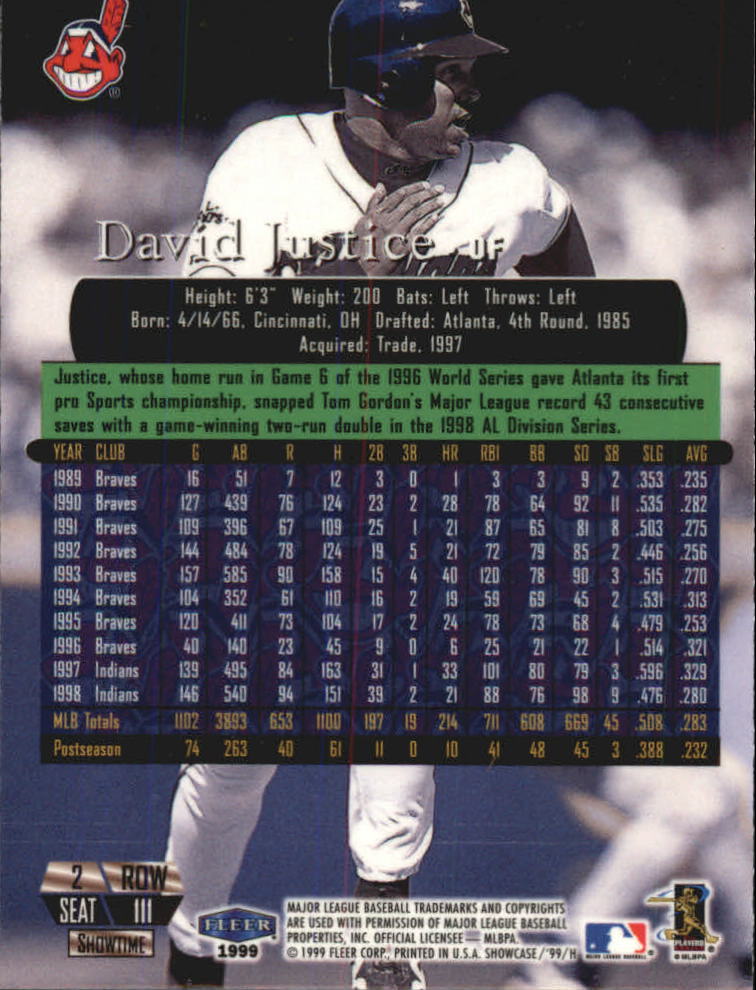 David Justice OF
Height: 6'3" Weight: 200 Bats: Left Throws: Left
Born: 4/14/66, Cincinnati, OH Drafted: Atlanta, 4th Round, 1985
Acquired: Trade, 1997
Justice, whose home run in Game 6 of the 1996 World Series gave Atlanta its first
pro Sports championship, snapped Tom Gordon's Major League record 43 consecutive
saves with a game-winning two-run double in the 1998 AL Division Series.
YEAR CLUB G AB R H 2B 3B HR RBI BB SO SB SLG AVG
1989 Braves 16 51 7 12 3 0 1 3 3 9 2 .353 .235
1990 Braves 127 439 76 124 23 2 28 78 64 92 11 .535 .282
1991 Braves 109 396 67 109 25 1 21 87 65 81 8 .503 .275
1992 Braves 144 484 78 124 19 5 21 72 79 85 2 .446 .256
1993 Braves 157 585 90 158 15 4 40 120 78 90 3 .515 .270
1994 Braves 104 352 61 110 16 2 19 59 69 45 2 .531 .313
1995 Braves 120 411 73 104 17 2 24 78 73 68 4 .479 .253
1996 Braves 40 140 23 45 9 0 6 25 21 22 1 .514 .321
1997 Indians 139 495 84 163 31 1 33 101 80 79 3 .596 .329
1998 Indians 146 540 94 151 39 2 21 88 76 98 9 .476 .280
MLB Totals 1102 3893 653 1100 197 19 214 711 608 669 45 .508 .283
Postseason 74 263 40 61 11 0 10 41 48 45 3 .388 .232
2 ROW
SEAT 111
SHOWTIME
FLEER
1999
MAJOR LEAGUE BASEBALL TRADEMARKS AND COPYRIGHTS
ARE USED WITH PERMISSION OF MAJOR LEAGUE BASEBALL
PROPERTIES, INC. OFFICIAL LICENSEE — MLBPA.
© 1999 FLEER CORP., PRINTED IN U.S.A. SHOWCASE/'99/H
MAJOR LEAGUE BASEBALL
PLAYERS
© MLBPA